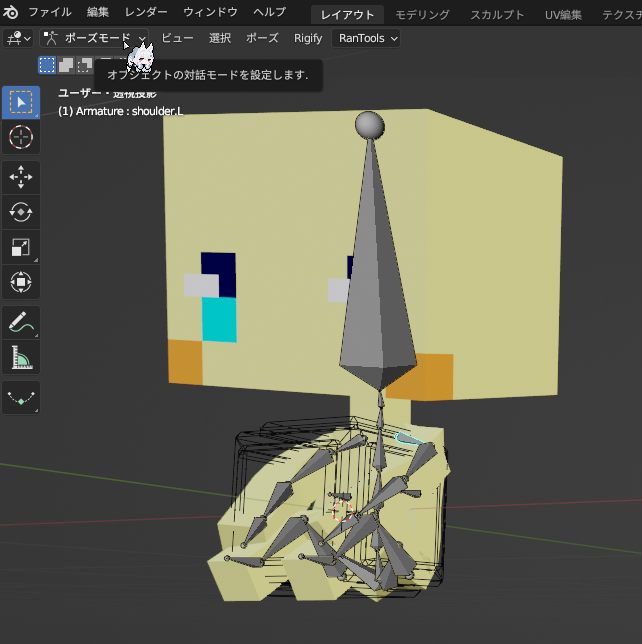 ファイル 編集 レンダー ウィンドウ ヘルプ レイアウト モデリング スカルプト UV編集
ポーズモード ビュー 選択 ポーズ Rigify RanTools
オブジェクトの対話モードを設定します.
ユーザー・透視投影
(1) Armature : shoulder.L